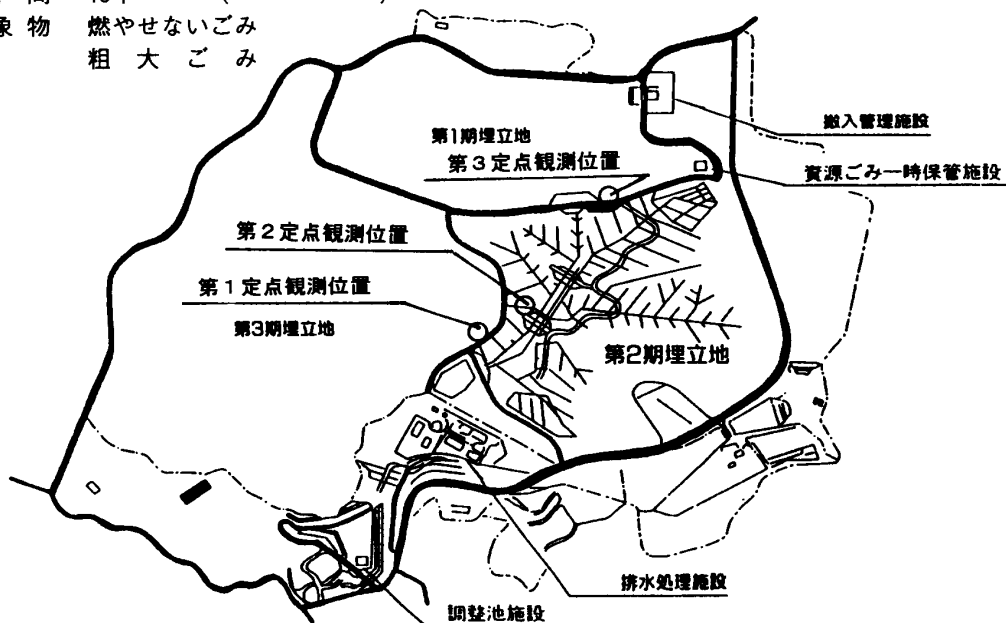 象物 燃やせないごみ
粗大ごみ
搬入管理施設
第1期埋立地
第3定点観測位置
資源ごみ一時保管施設
第2定点観測位置
第1定点観測位置
第3期埋立地
第2期埋立地
排水処理施設
調整池施設